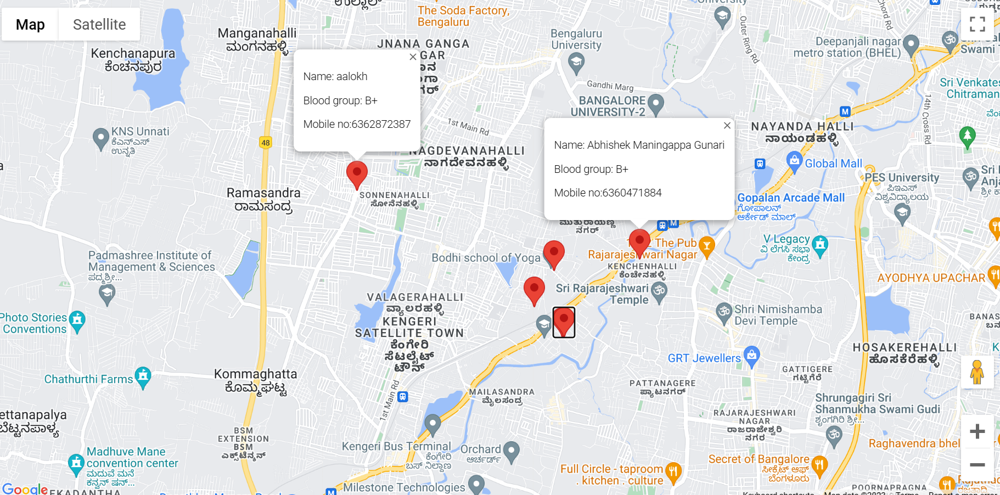 Map
Satellite
The Soda Factory,
Bengaluru
Manganahalli
ಮಂಗನಹಳ್ಳಿ
Kenchanapura
ಕೆಂಚನಪುರ
JNANA GANGA
Bengaluru
University
Outer Ring Rd
Chord Rd
Deepanjali nagar
metro station (BHEL)
Swami
Gandhi Marg
BANGALORE
UNIVERSITY-2
Sri Venkates
Chitraman
14th Cross Rd
Name: aalokh
Blood group: B+
Mobile no:6362872387
1st Main Rd
KNS Unnati
ಕೆಎನ್ಎಸ್
ಉನ್ನತಿ
48
NAGDEVANAHALLI
ನಾಗದೇವನಹಳ್ಳಿ
Name: Abhishek Maningappa Gunari
Blood group: B+
Mobile no:6360471884
M
NAYANDA HALLI
ನಾಯಂಡಹಳ್ಳಿ
Global Mall
PES University
ಪಿಇಎಸ್
ವಿಶ್ವವಿದ್ಯಾಲಯ
Gopalan Arcade Mall
ಗೋಪಾಲನ್
ಆರ್ಕೇಡ್ ಮಾಲ್
Ramasandra
ರಾಮಸಂದ್ರ
SONNENAHALLI
ಸೋನೆನಹಳ್ಳಿ
ನಗರ್
M
The Pub
Rajarajeshwari Nagar
V Legacy
ವಿ ಲೆಗಸಿ ಸಭಾ
ಕೇಂದ್ರ
Bodhi school of Yoga
KENCHENHALLI
ಕೆಂಚೇನಹಳ್ಳಿ
Padmashree Institute of
Management & Sciences
ಪದ್ಮಶ್ರೀ...
AYODHYA UPACHAR
Sri Rajarajeshwari
Temple
VALAGERAHALLI
ವ್ಯಾಲರಹಳ್ಳಿ
KENGERI
SATELLITE TOWN
ಕೆಂಗೇರಿ
ಸೆಟಲೈಟ್
ಟೌನ್
Photo Stories
Conventions
Shri Nimishamba
Devi Temple
HOSAKEREHALLI
ಹೊಸಕೆರೆಹಳ್ಳಿ
GRT Jewellers
GATTIGERE
ಗಟ್ಟಿಗೆರೆ
Chathurthi Farms
Kommaghatta
ಕೊಮ್ಮಘಟ್ಟ
1st Main Rd
MAILASANDRA
ಮೈಲಸಂದ್ರ
PATTANAGERE
ಪ್ಯಾಟನಗರ್
Shrungagiri Sri
Shanmukha Swami Gudi
ಶೃಂಗಗಿರಿ ಶ್ರೀ...
RAJARAJESHWARI
NAGAR
ರಾಜರಾಜೇಶ್ವರಿ
ನಗರ
ettanapalya
ಬೆಟ್ಟನಪಾಳ್ಯ
BSM
EXTENSION
BSM
ಎಕ್ಸ್‌ಟೆನ್ಶನ್
Kengeri Bus Terminal
ಕೆಂಗೇರಿ
ಬಸ್ ನಿಲ್ದಾಣ
Orchard
ಆರ್ಚರ್ಡ್
Raghavendra bhel
Madhuve Mane
convention center
ಮದುವೆ ಮನೆ
ಕನ್ವೆನ್ ಷನ್...
Secret of Bangalore
ಸೀಕ್ರೆಟ್ ಆಫ್
ಬೆಂಗಳೂರು
Full Circle - taproom
. kitchen . culture
Milestone Technologies
M
POORNAPRAGNA
Google
EKADANTHA
Keyboard shortcuts
Map data ©2023
Terms
Report a map error